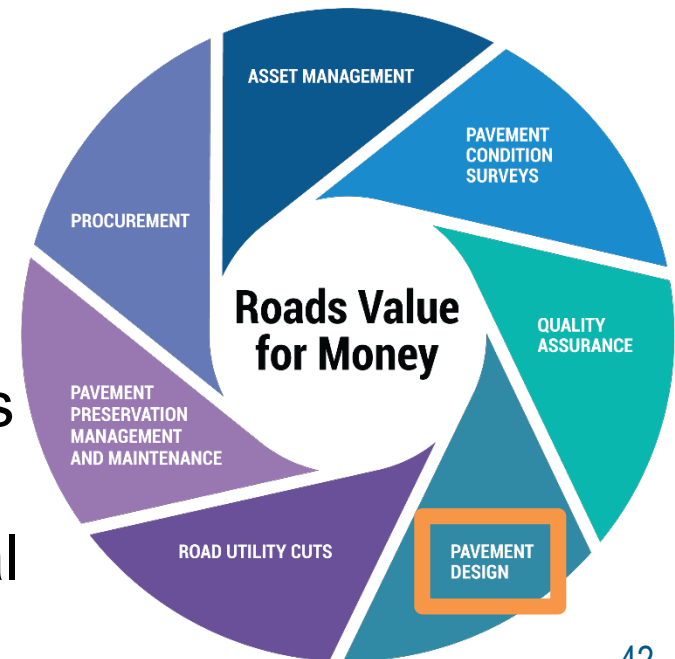 ASSET MANAGEMENT
PAVEMENT
CONDITION
SURVEYS
PROCUREMENT
Roads Value
for Money
QUALITY
ASSURANCE
PAVEMENT
PRESERVATION
MANAGEMENT
AND MAINTENANCE
ROAD UTILITY CUTS
PAVEMENT
DESIGN